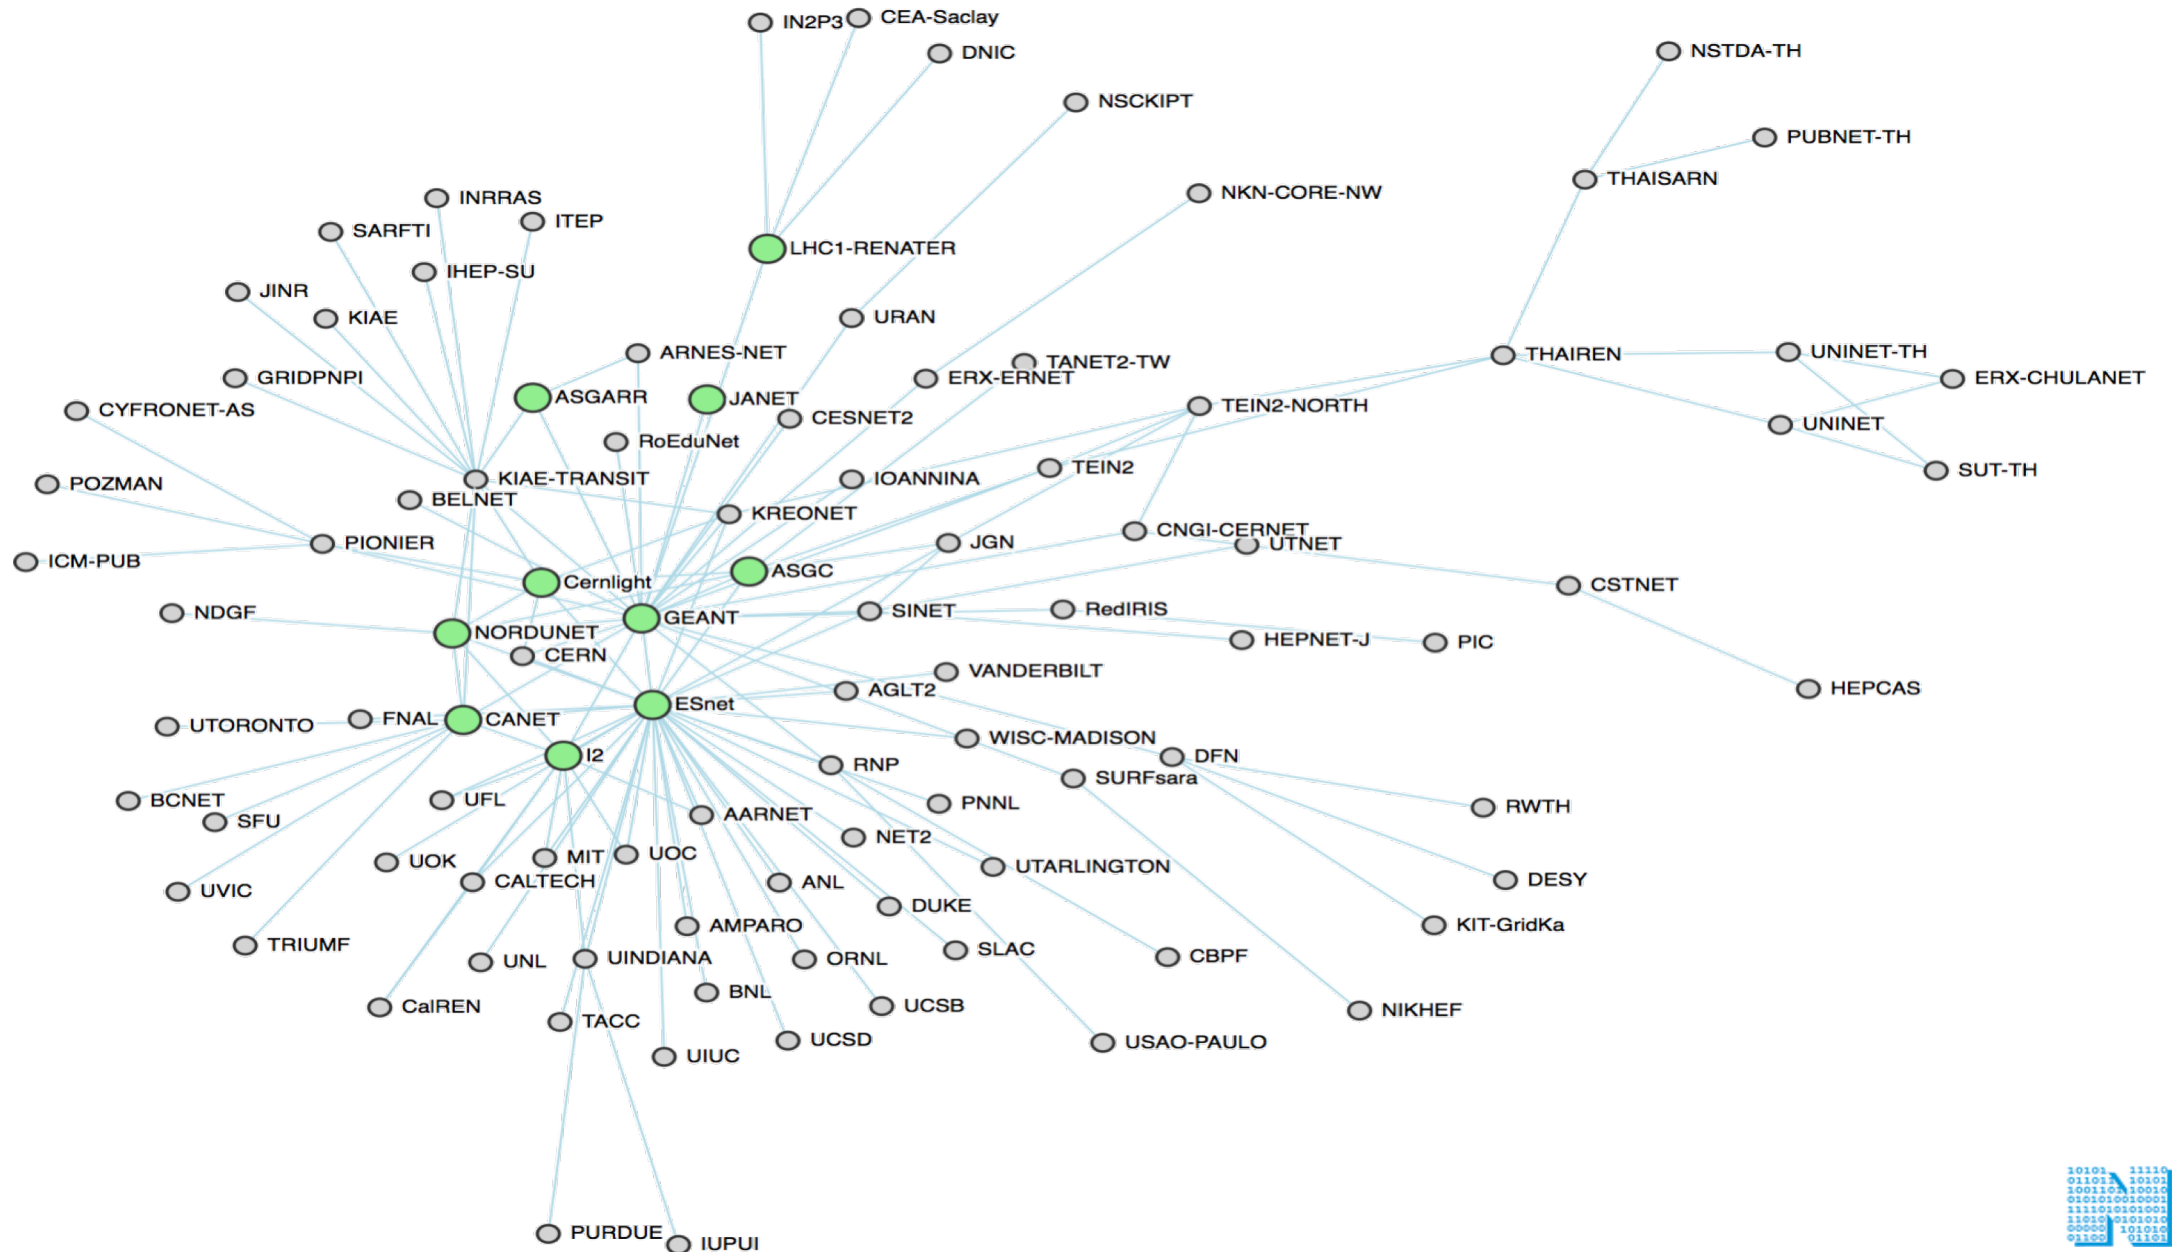 IN2P3
CEA-Saclay
DNIC
NSTDA-TH
NSCKIPT
PUBNET-TH
THAISARN
NKN-CORE-NW
INRRAS
ITEP
SARFTI
LHC1-RENATER
IHEP-SU
JINR
KIAE
URAN
ARNES-NET
TANET2-TW
THAIREN
UNINET-TH
GRIDPNPI
ERX-ERNET
ERX-CHULANET
ASGARR
JANET
CYFRONET-AS
CESNET2
TEIN2-NORTH
UNINET
RoEduNet
TEIN2
SUT-TH
KIAE-TRANSIT
IOANNINA
POZMAN
BELNET
KREONET
PIONIER
JGN
CNGI-CERNET
UTNET
ICM-PUB
Cernlight
ASGC
CSTNET
NDGF
GEANT
SINET
RedIRIS
NORDUNET
HEPNET-J
PIC
CERN
VANDERBILT
AGLT2
HEPCAS
ESnet
UTORONTO
FNAL
CANET
WISC-MADISON
I2
RNP
DFN
SURFsara
BCNET
UFL
PNNL
RWTH
SFU
AARNET
NET2
UOK
MIT
UOC
UTARLINGTON
CALTECH
ANL
DESY
UVIC
DUKE
AMPARO
KIT-GridKa
TRIUMF
SLAC
UNL
UINDIANA
ORNL
CBPF
BNL
CalREN
UCSB
NIKHEF
TACC
UCSD
USAO-PAULO
UIUC
PURDUE
IUPUI